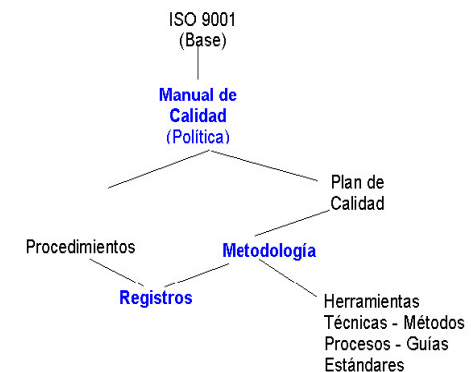 ISO 9001
(Base)
Manual de
Calidad
(Política)
Plan de
Calidad
Procedimientos
Metodología
Registros
Herramientas
Técnicas - Métodos
Procesos - Guías
Estándares